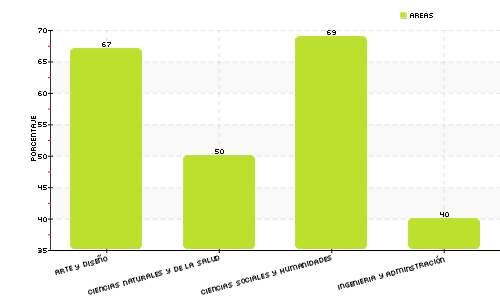 AREAS
70
65
60
55
50
45
40
35
PORCENTAJE
67
50
69
40
ARTE Y DISEÑO
CIENCIAS NATURALES Y DE LA SALUD
CIENCIAS SOCIALES Y HUMANIDADES
INGENIERIA Y ADMINSTRACIÓN